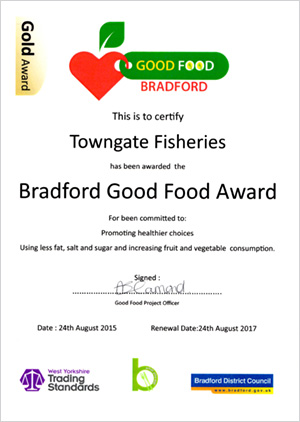 Gold Award
GOOD FOOD
BRADFORD
This is to certify
Towngate Fisheries
has been awarded the
Bradford Good Food Award
For been committed to:
Promoting healthier choices
Using less fat, salt and sugar and increasing fruit and vegetable consumption.
Signed :
Good Food Project Officer
Date : 24th August 2015
Renewal Date:24th August 2017
West Yorkshire
Trading
Standards
b
Bradford District Council
www.bradford.gov.uk